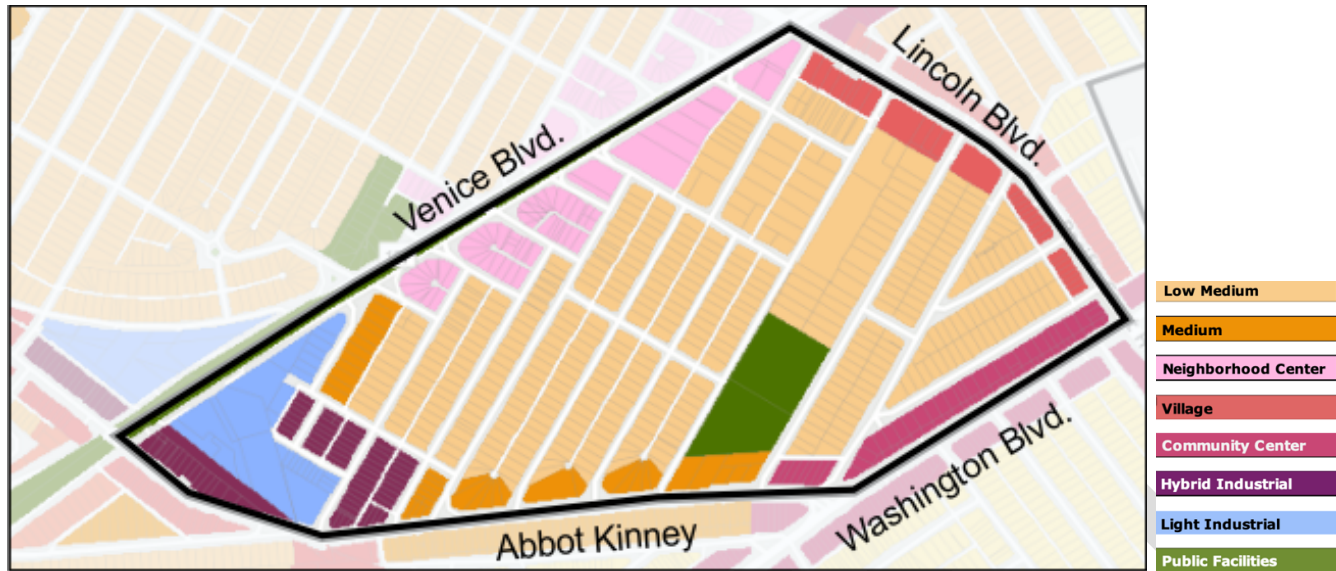 Lincoln Blvd.
Venice Blvd.
Abbot Kinney
Washington Blvd.
Low Medium
Medium
Neighborhood Center
Village
Community Center
Hybrid Industrial
Light Industrial
Public Facilities